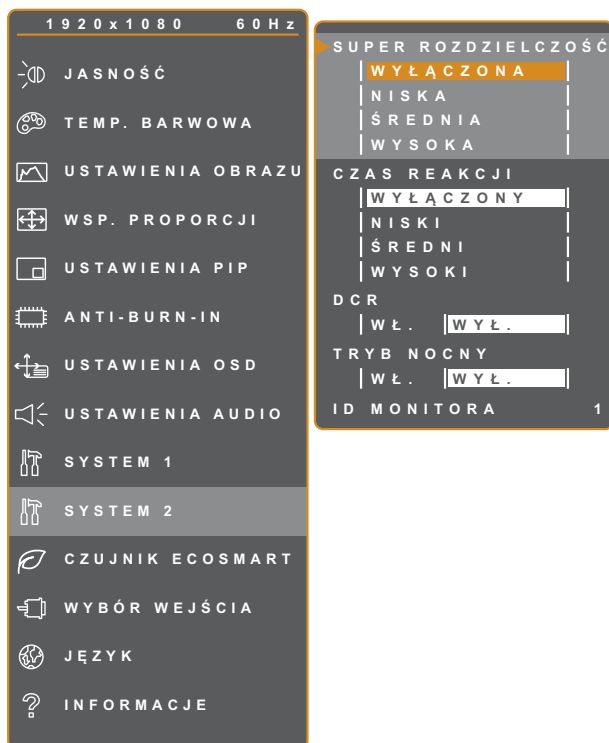 1920x1080 60Hz
JASNOŚĆ
TEMP. BARWOWA
USTAWIENIA OBRAZU
WSP. PROPORCJI
USTAWIENIA PIP
ANTI-BURN-IN
USTAWIENIA OSD
USTAWIENIA AUDIO
SYSTEM 1
SYSTEM 2
CZUJNIK ECOSMART
WYBÓR WEJŚCIA
JĘZYK
INFORMACJE
SUPER ROZDZIELCZOŚĆ
WYŁĄCZONA
NISKA
ŚREDNIA
WYSOKA
CZAS REAKCJI
WYŁĄCZONY
NISKI
ŚREDNI
WYSOKI
DCR
WŁ. WYŁ.
TRYB NOCNY
WŁ. WYŁ.
ID MONITORA 1